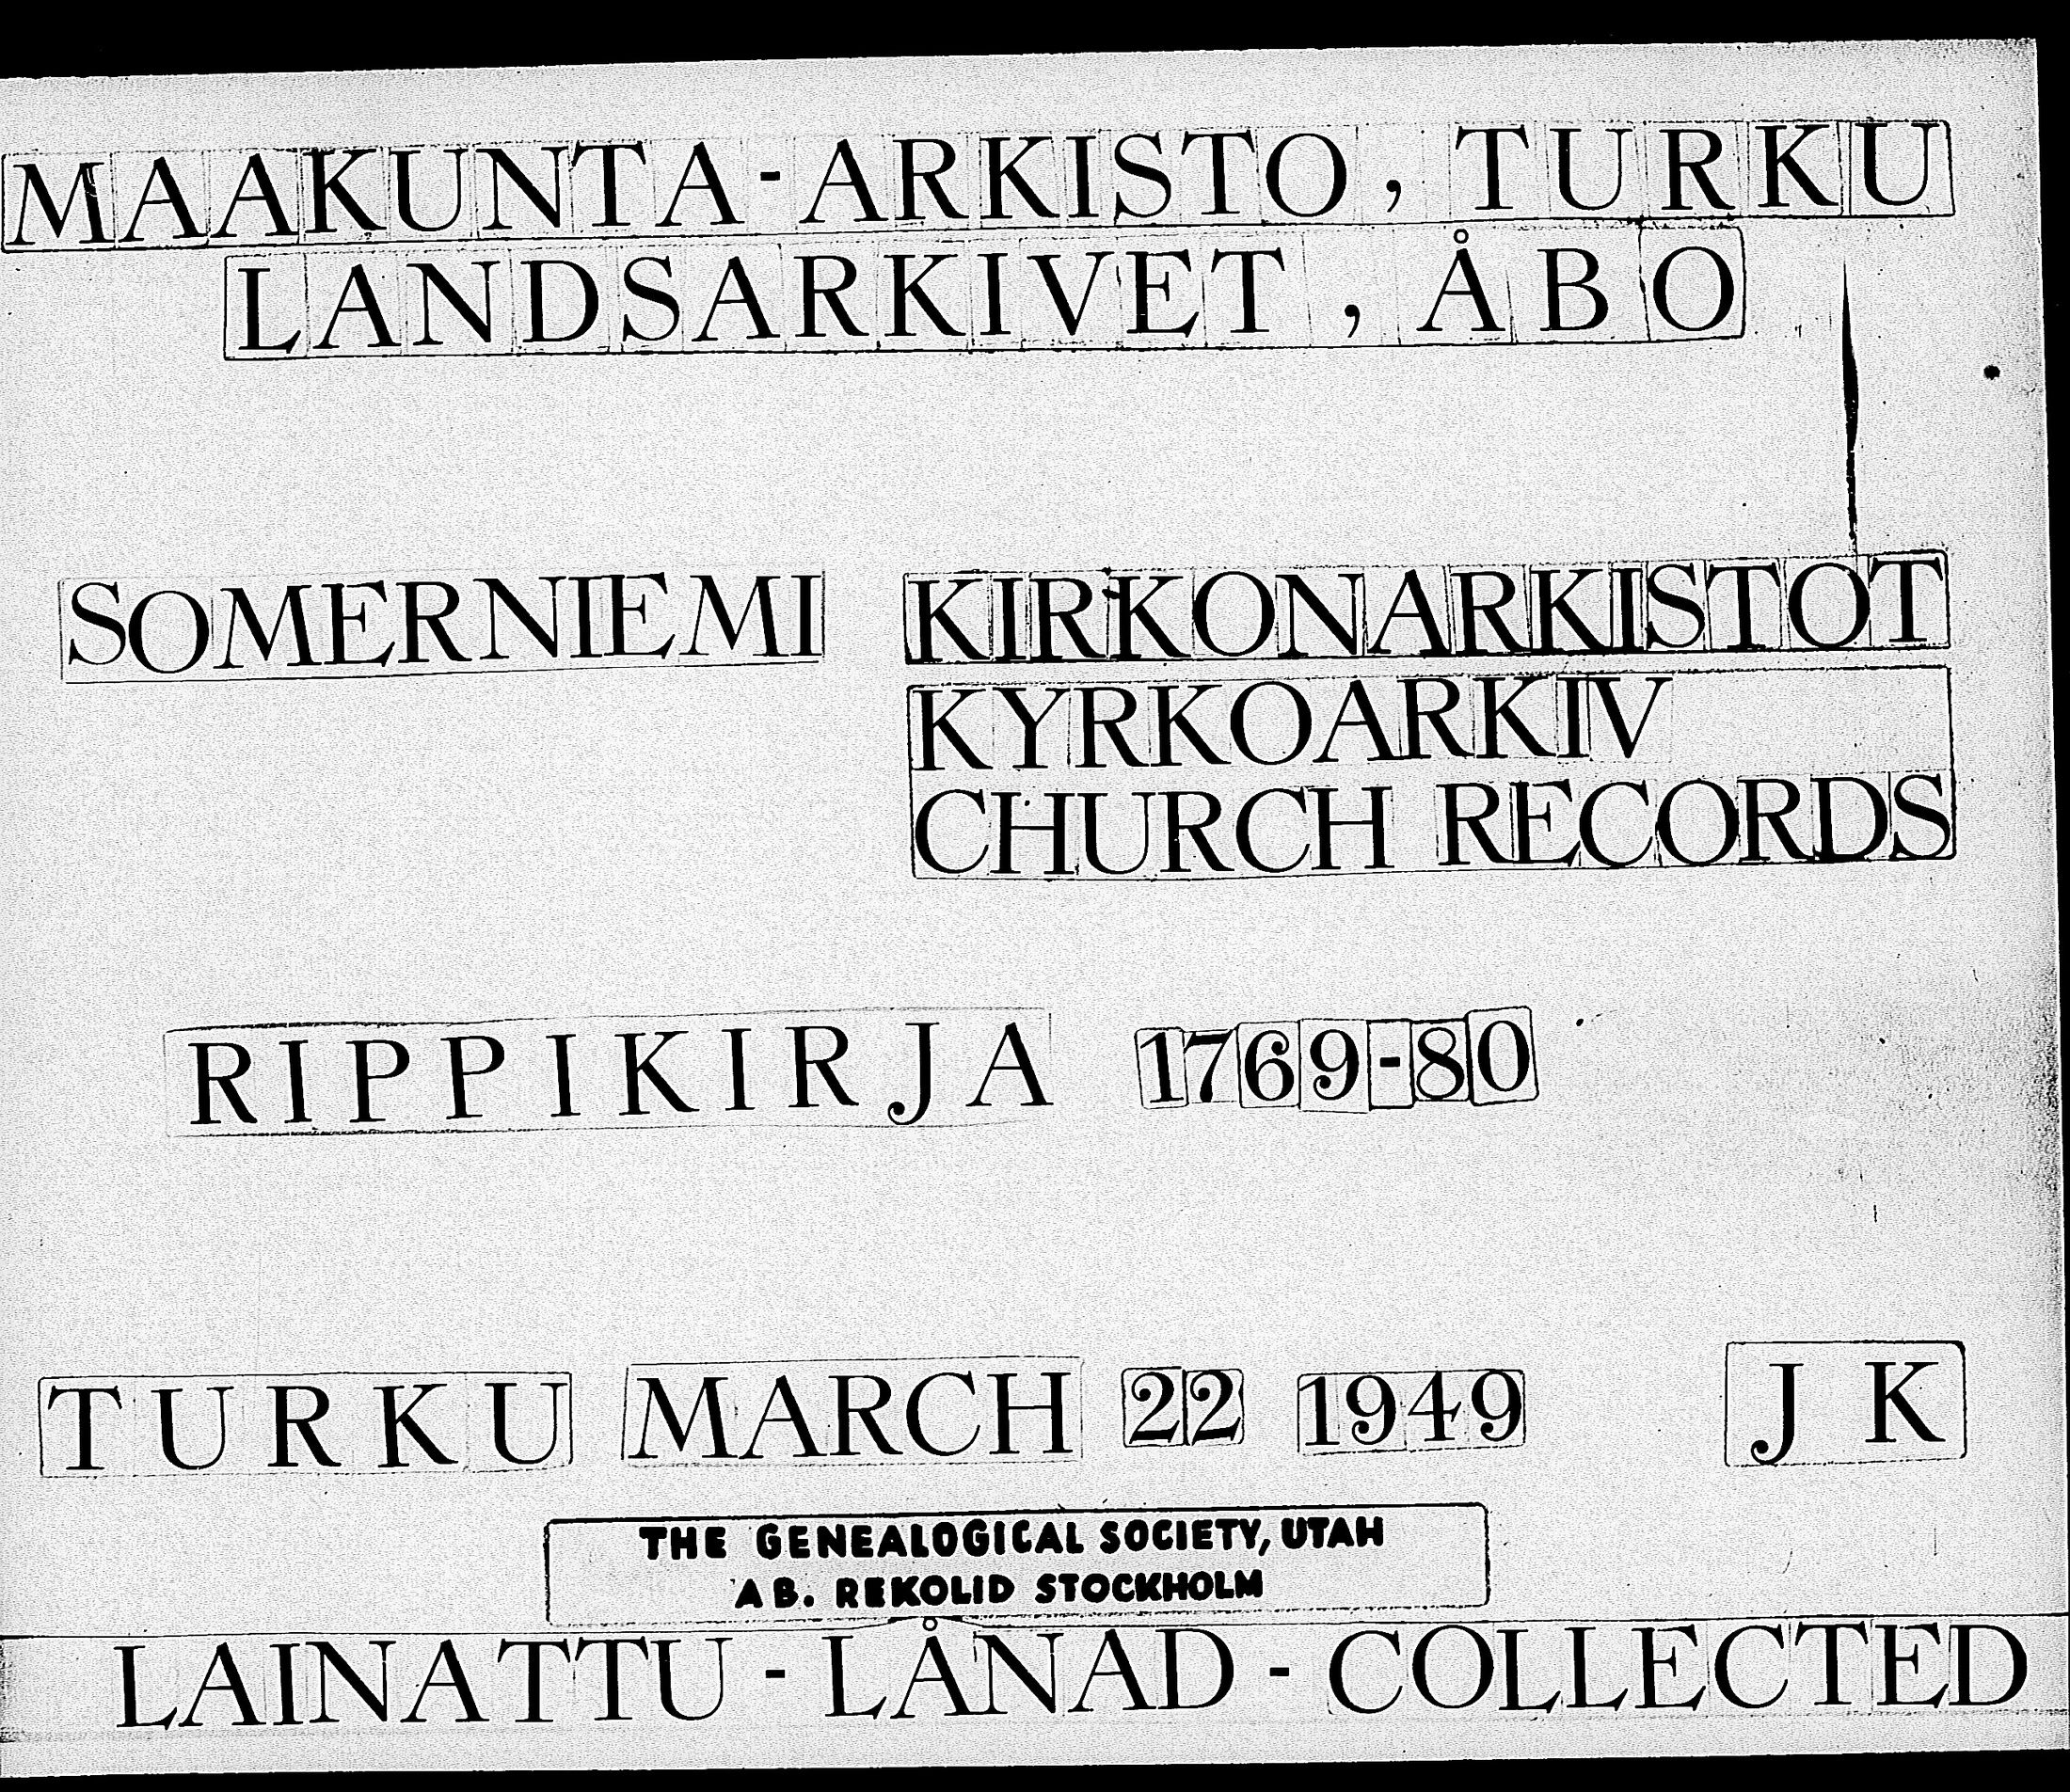 MAAKUNTA-ARKISTO, TURKU
LANDSARKIVET, ÅBO
SOMERNIEMI KIRKONARKISTOT
KYRKOARKIV
CHURCH RECORDS
RIPPIKIRJA 1769-80
TURKU MARCH 22 1949 JK
THE GENEALOGICAL SOCIETY, UTAH
AB. REKOLID STOCKHOLM
LAINATTU - LÅNAD - COLLECTED